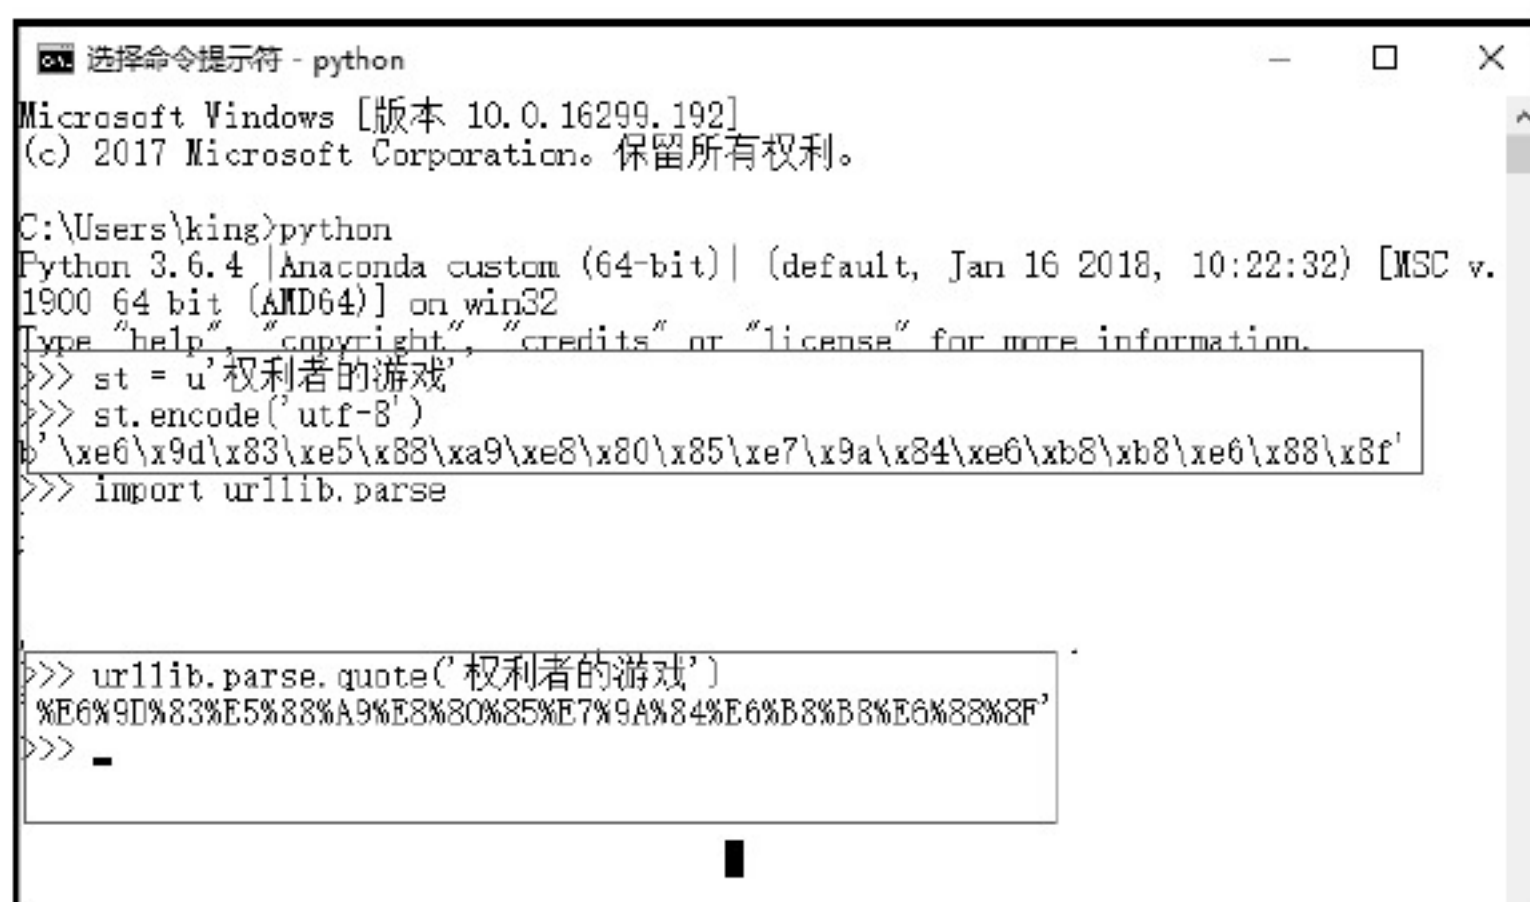 选择命令提示符 - python
Microsoft Windows [版本 10.0.16299.192]
(c) 2017 Microsoft Corporation。保留所有权利。
C:\Users\king>python
Python 3.6.4 |Anaconda custom (64-bit)| (default, Jan 16 2018, 10:22:32) [MSC v.
1900 64 bit (AMD64)] on win32
Type "help", "copyright", "credits" or "license" for more information.
>>> st = u'权利者的游戏'
>>> st.encode('utf-8')
b'\xe6\x9d\x83\xe5\x88\xa9\xe8\x80\x85\xe7\x9a\x84\xe6\xb8\xb8\xe6\x88\x8f'
>>> import urllib.parse
>>> urllib.parse.quote('权利者的游戏')
%E6%9D%83%E5%88%A9%E8%80%85%E7%9A%84%E6%B8%B8%E6%88%8F'
>>>